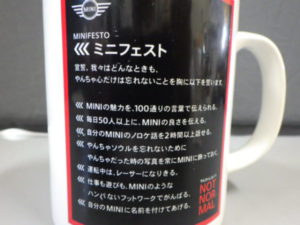 MINI
MINIFESTO
ミニフェスト
宣誓、我々はどんなときも、
やんちゃ心だけは忘れないことを胸に以下を誓います。
MINIの魅力を、100通りの言葉で伝えられる。
毎日50人以上に、MINIの良さを伝える。
自分のMINIのノロケ話を2時間以上話せる。
やんちゃソウルを忘れないために
やんちゃだった時の写真を常にMINIに飾っておく。
運転中は、レーサーになりきる。
仕事も遊びも、MINIのような
ハンパないフットワークでがんばる。
自分のMINIに名前を付けてあげる。
NOT
NOR
MAL